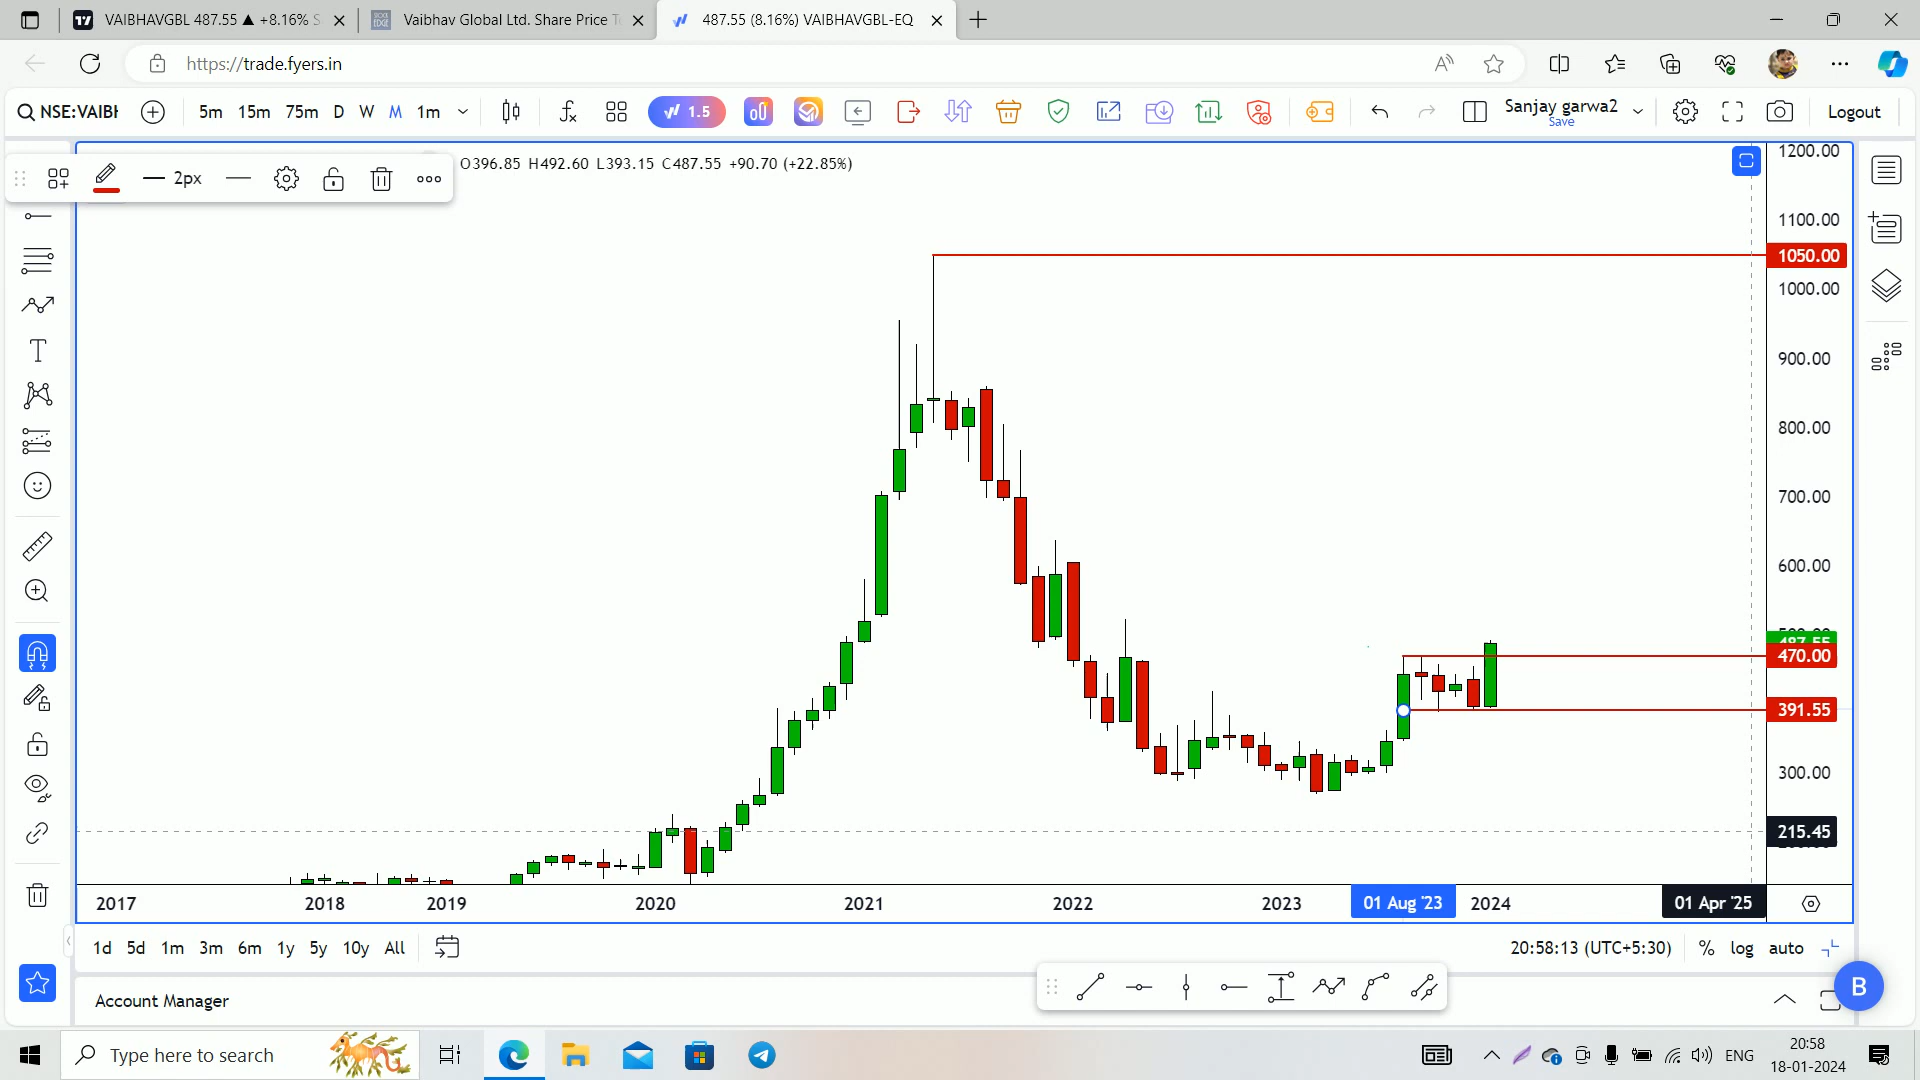 VAIBHAVGBL 487.55 ▲ +8.16% S
Vaibhav Global Ltd. Share Price T
487.55 (8.16%) VAIBHAVGBL-EQ
https://trade.fyers.in
NSE:VAIBH
5m 15m 75m D W M 1m
1.5
Sanjay garwa2
Save
Logout
2px
O396.85 H492.60 L393.15 C487.55 +90.70 (+22.85%)
1200.00
1100.00
1050.00
1000.00
900.00
800.00
700.00
600.00
487.55
470.00
391.55
300.00
215.45
2017 2018 2019 2020 2021 2022 2023 01 Aug '23 2024 01 Apr '25
1d 5d 1m 3m 6m 1y 5y 10y All
20:58:13 (UTC+5:30) % log auto
Account Manager
B
Type here to search
ENG
20:58
18-01-2024